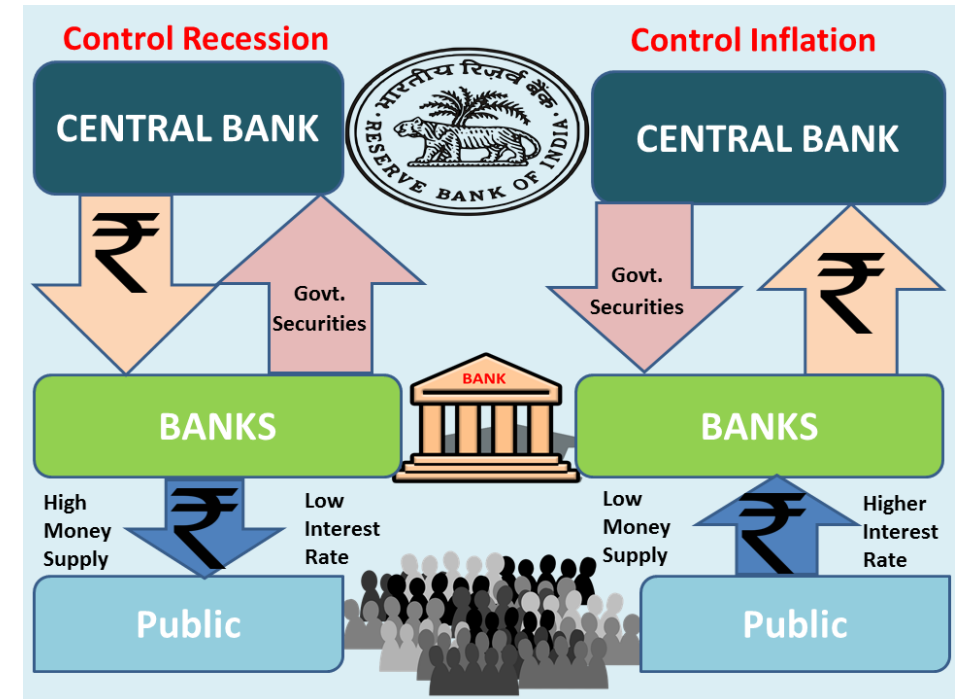 Control Recession
CENTRAL BANK
₹
Govt.
Securities
BANKS
High
Money
Supply
₹
Low
Interest
Rate
Public
भारतीय रिज़र्व बैंक
RESERVE BANK OF INDIA
BANK
Control Inflation
CENTRAL BANK
Govt.
Securities
₹
BANKS
Low
Money
Supply
₹
Higher
Interest
Rate
Public